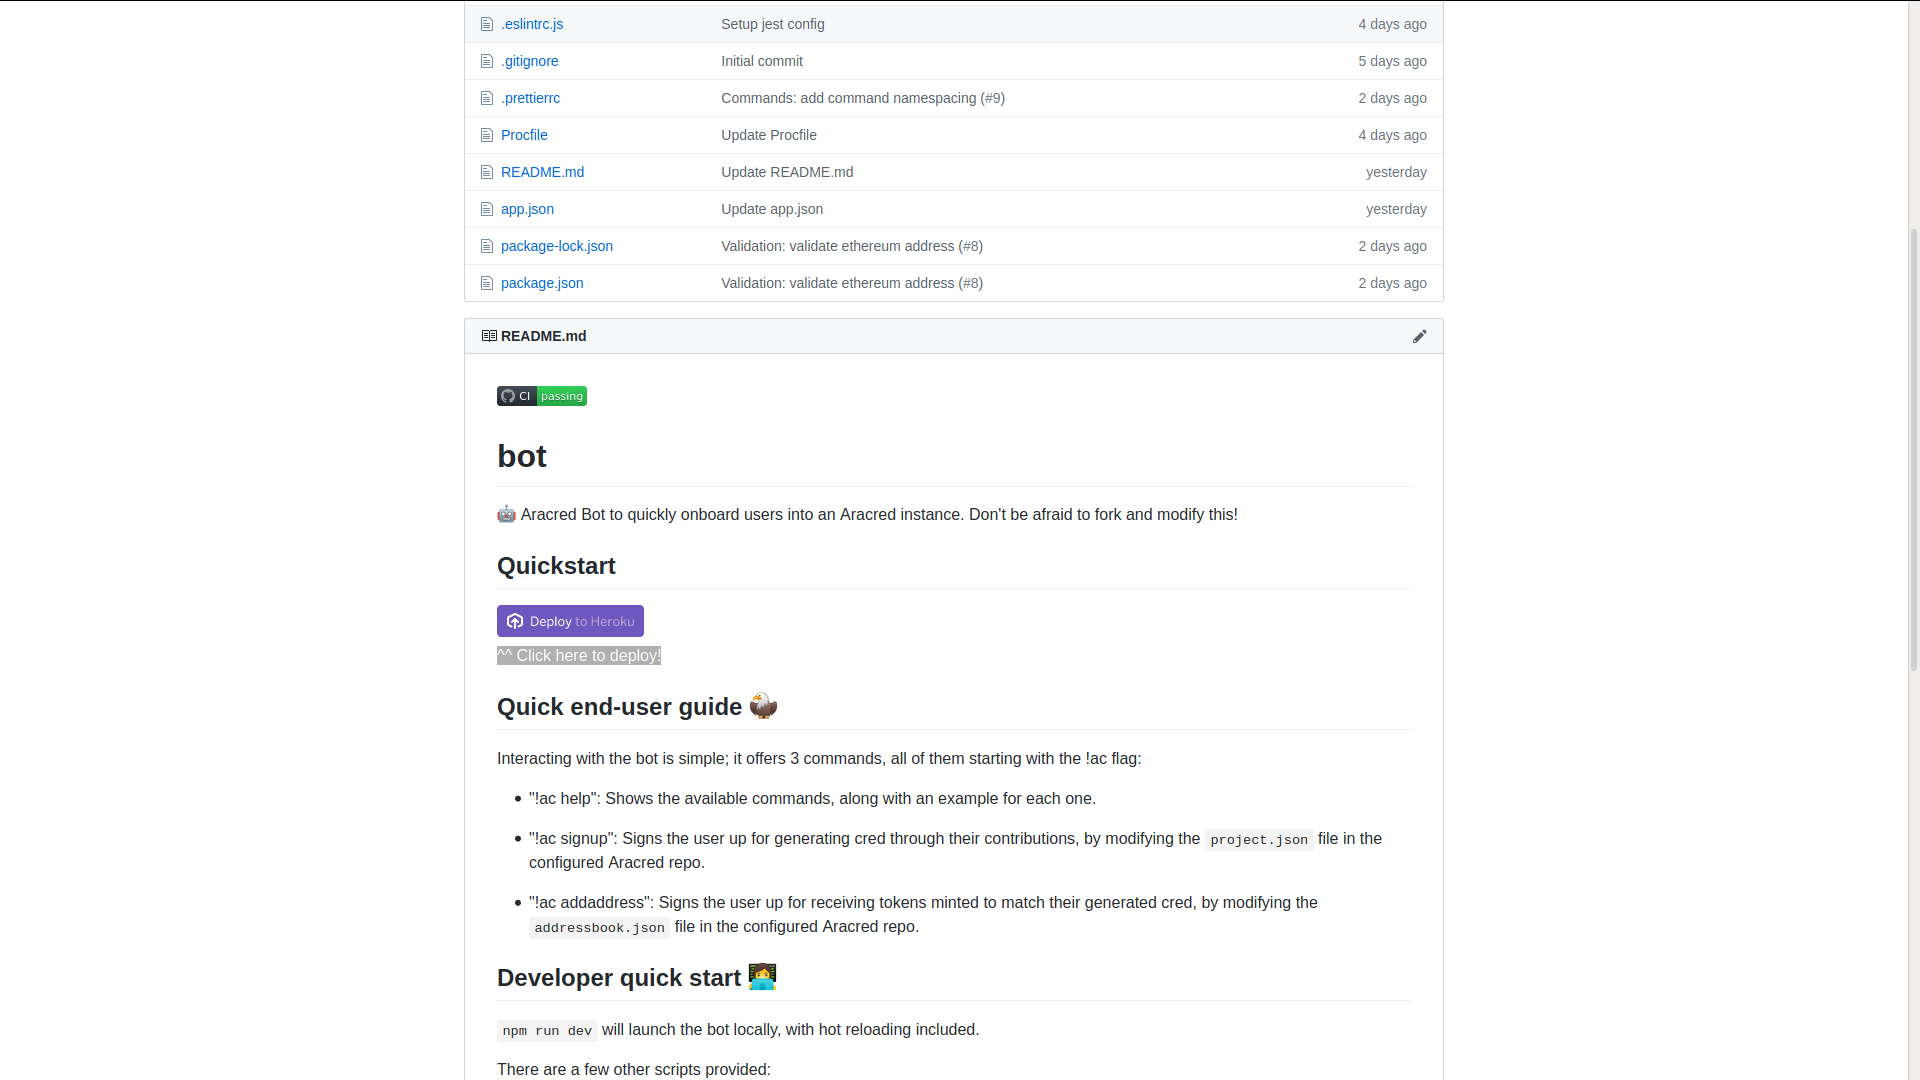 .eslintrc.js Setup jest config 4 days ago
.gitignore Initial commit 5 days ago
.prettierrc Commands: add command namespacing (#9) 2 days ago
Procfile Update Procfile 4 days ago
README.md Update README.md yesterday
app.json Update app.json yesterday
package-lock.json Validation: validate ethereum address (#8) 2 days ago
package.json Validation: validate ethereum address (#8) 2 days ago
README.md
CI passing
bot
🤖 Aracred Bot to quickly onboard users into an Aracred instance. Don't be afraid to fork and modify this!
Quickstart
Deploy to Heroku
^^ Click here to deploy!
Quick end-user guide 🦅
Interacting with the bot is simple; it offers 3 commands, all of them starting with the !ac flag:
• "!ac help": Shows the available commands, along with an example for each one.
• "!ac signup": Signs the user up for generating cred through their contributions, by modifying the project.json file in the
configured Aracred repo.
• "!ac addaddress": Signs the user up for receiving tokens minted to match their generated cred, by modifying the
addressbook.json file in the configured Aracred repo.
Developer quick start 👩‍💻
npm run dev will launch the bot locally, with hot reloading included.
There are a few other scripts provided: